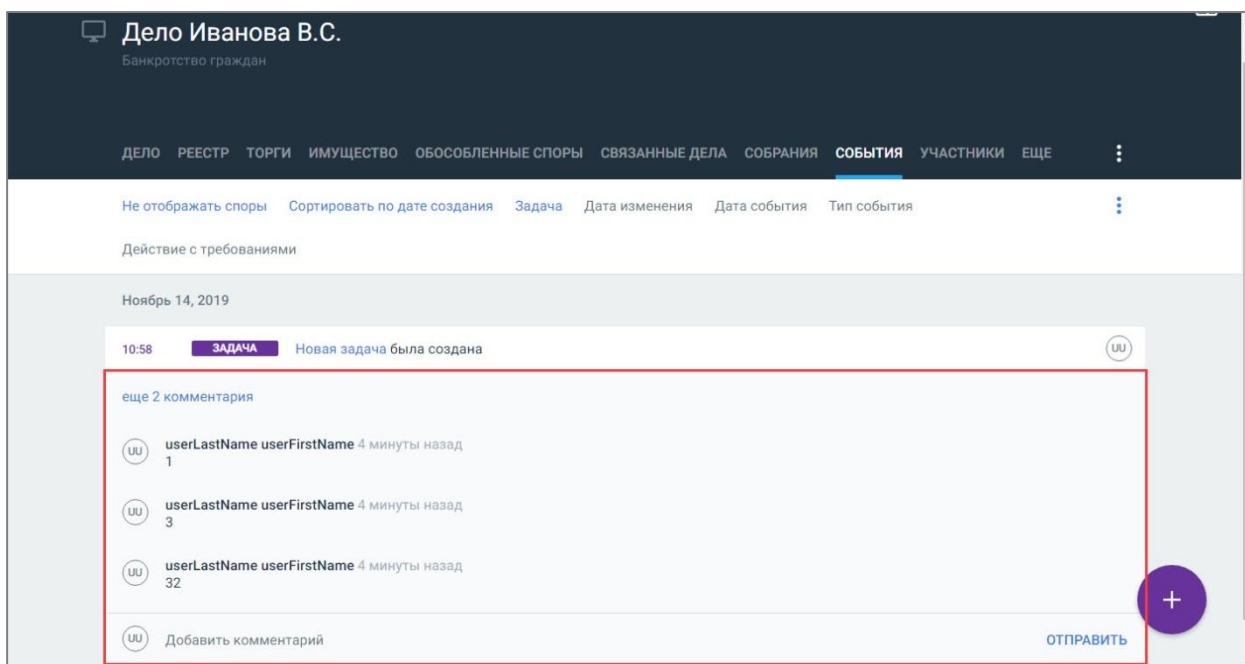 Дело Иванова В.С.
Банкротство граждан
ДЕЛО РЕЕСТР ТОРГИ ИМУЩЕСТВО ОБОСОБЛЕННЫЕ СПОРЫ СВЯЗАННЫЕ ДЕЛА СОБРАНИЯ СОБЫТИЯ УЧАСТНИКИ ЕЩЕ
Не отображать споры Сортировать по дате создания Задача Дата изменения Дата события Тип события
Действие с требованиями
Ноябрь 14, 2019
10:58 ЗАДАЧА Новая задача была создана UU
еще 2 комментария
UU userLastName userFirstName 4 минуты назад
1
UU userLastName userFirstName 4 минуты назад
3
UU userLastName userFirstName 4 минуты назад
32
UU Добавить комментарий ОТПРАВИТЬ